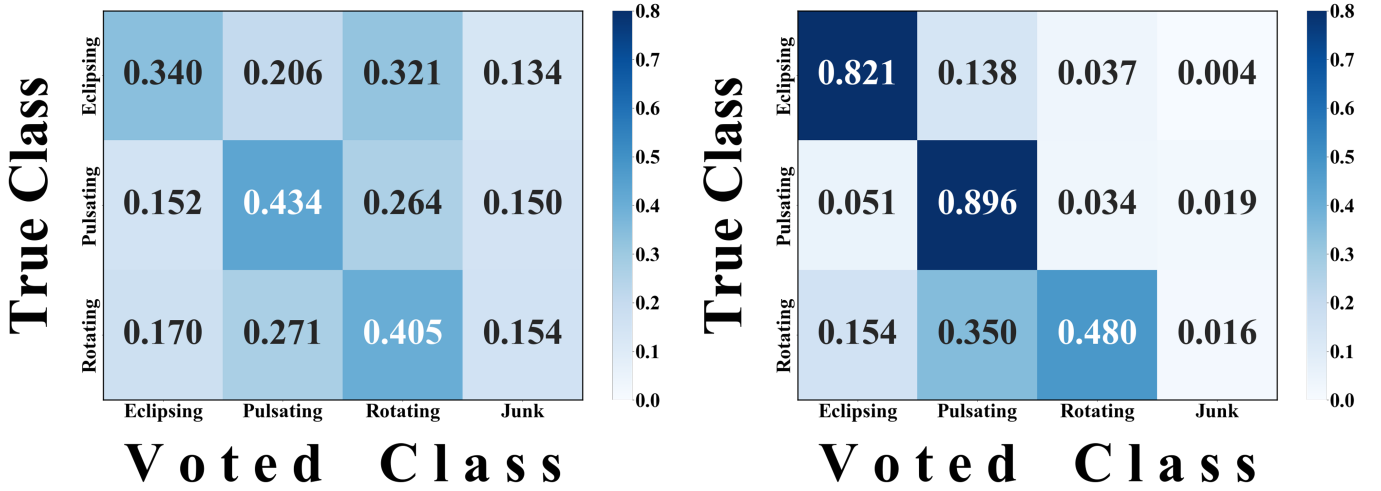 True Class
Eclipsing
Pulsating
Rotating
0.340 0.206 0.321 0.134
0.152 0.434 0.264 0.150
0.170 0.271 0.405 0.154
Eclipsing Pulsating Rotating Junk
Voted Class
0.8
0.7
0.6
0.5
0.4
0.3
0.2
0.1
0.0
True Class
Eclipsing
Pulsating
Rotating
0.821 0.138 0.037 0.004
0.051 0.896 0.034 0.019
0.154 0.350 0.480 0.016
Eclipsing Pulsating Rotating Junk
Voted Class
0.8
0.7
0.6
0.5
0.4
0.3
0.2
0.1
0.0